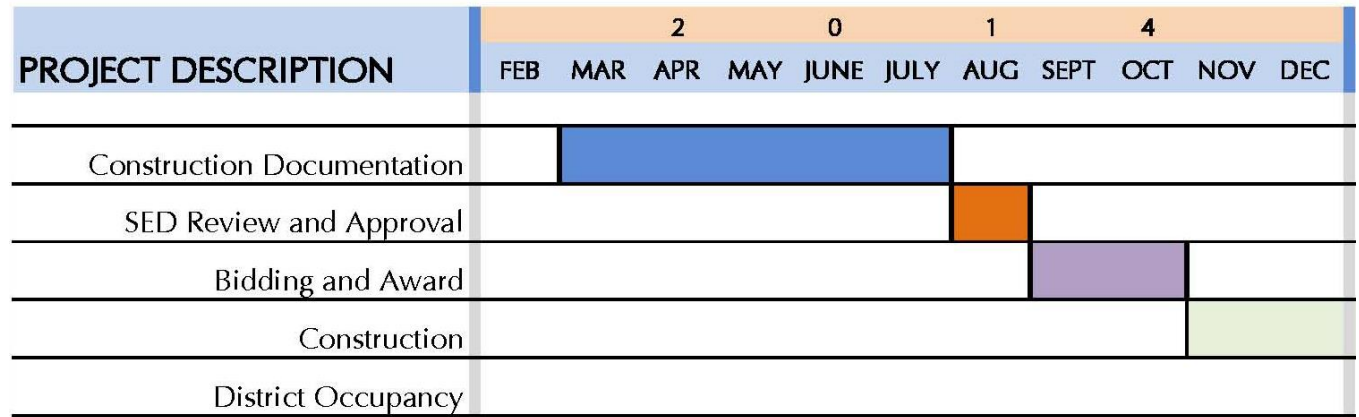 2 0 1 4
PROJECT DESCRIPTION FEB MAR APR MAY JUNE JULY AUG SEPT OCT NOV DEC
Construction Documentation
SED Review and Approval
Bidding and Award
Construction
District Occupancy